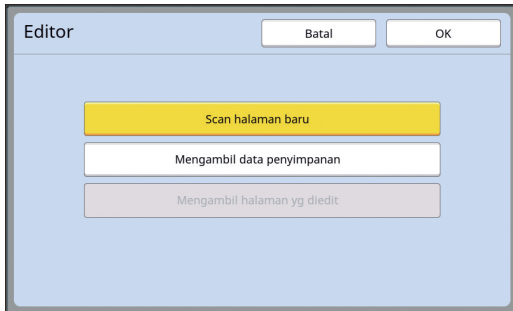 Editor
Batal
OK
Scan halaman baru
Mengambil data penyimpanan
Mengambil halaman yg diedit